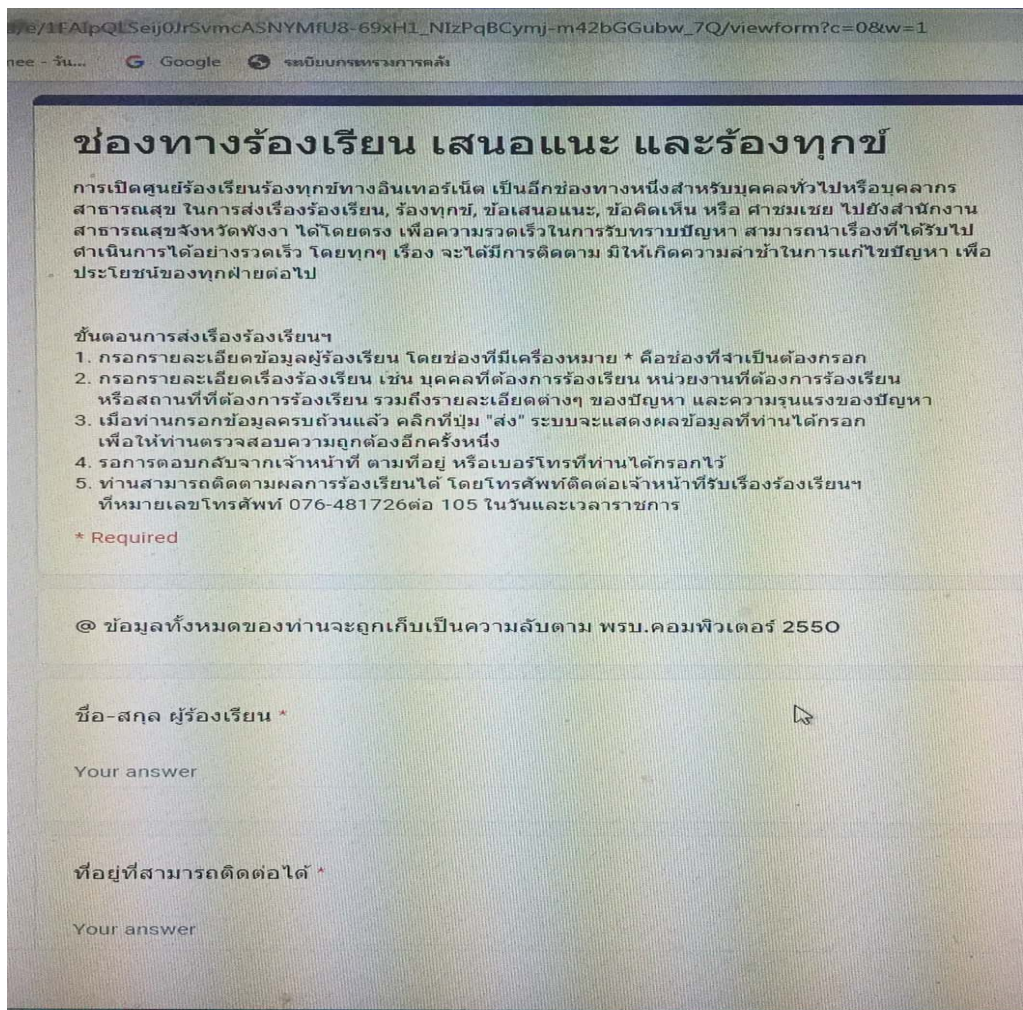 /e/1FAIpQLSeij0JrSvmcASNYMfU8-69xH1_NIzPqBCymj-m42bGGubw_7Q/viewform?c=0&w=1
nee - วัน... Google ระเบียบกระทรวงการคลัง
ช่องทางร้องเรียน เสนอแนะ และร้องทุกข์
การเปิดศูนย์ร้องเรียนร้องทุกข์ทางอินเทอร์เน็ต เป็นอีกช่องทางหนึ่งสำหรับบุคคลทั่วไปหรือบุคลากร
สาธารณสุข ในการส่งเรื่องร้องเรียน, ร้องทุกข์, ข้อเสนอแนะ, ข้อคิดเห็น หรือ คำชมเชย ไปยังสำนักงาน
สาธารณสุขจังหวัดพังงา ได้โดยตรง เพื่อความรวดเร็วในการรับทราบปัญหา สามารถนำเรื่องที่ได้รับไป
ดำเนินการได้อย่างรวดเร็ว โดยทุกๆ เรื่อง จะได้มีการติดตาม มิให้เกิดความล่าช้าในการแก้ไขปัญหา เพื่อ
ประโยชน์ของทุกฝ่ายต่อไป
ขั้นตอนการส่งเรื่องร้องเรียนฯ
1. กรอกรายละเอียดข้อมูลผู้ร้องเรียน โดยช่องที่มีเครื่องหมาย * คือช่องที่จำเป็นต้องกรอก
2. กรอกรายละเอียดเรื่องร้องเรียน เช่น บุคคลที่ต้องการร้องเรียน หน่วยงานที่ต้องการร้องเรียน
หรือสถานที่ที่ต้องการร้องเรียน รวมถึงรายละเอียดต่างๆ ของปัญหา และความรุนแรงของปัญหา
3. เมื่อท่านกรอกข้อมูลครบถ้วนแล้ว คลิกที่ปุ่ม "ส่ง" ระบบจะแสดงผลข้อมูลที่ท่านได้กรอก
เพื่อให้ท่านตรวจสอบความถูกต้องอีกครั้งหนึ่ง
4. รอการตอบกลับจากเจ้าหน้าที่ ตามที่อยู่ หรือเบอร์โทรที่ท่านได้กรอกไว้
5. ท่านสามารถติดตามผลการร้องเรียนได้ โดยโทรศัพท์ติดต่อเจ้าหน้าที่รับเรื่องร้องเรียนฯ
ที่หมายเลขโทรศัพท์ 076-481726ต่อ 105 ในวันและเวลาราชการ
* Required
@ ข้อมูลทั้งหมดของท่านจะถูกเก็บเป็นความลับตาม พรบ.คอมพิวเตอร์ 2550
ชื่อ-สกุล ผู้ร้องเรียน *
Your answer
ที่อยู่ที่สามารถติดต่อได้ *
Your answer